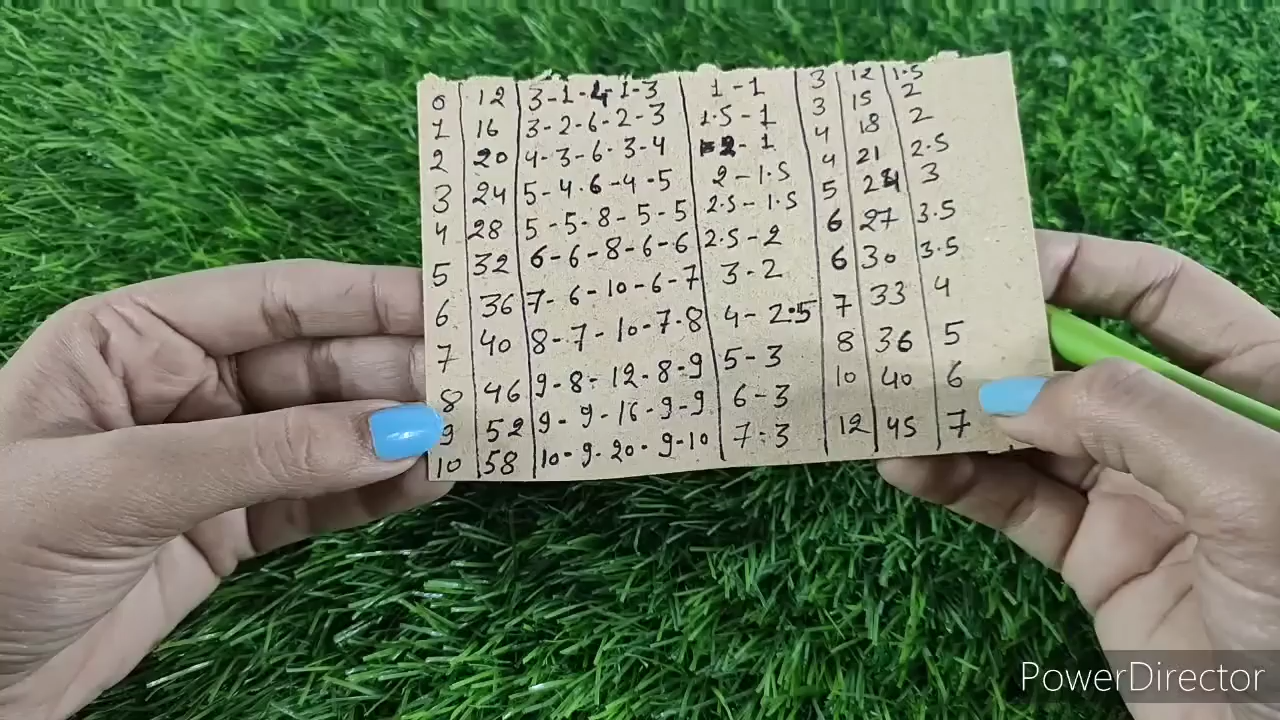 0 12 3-1-4-1-3 1-1 3 12 1.5
1 16 3-2-6-2-3 1.5-1 3 15 2
2 20 4-3-6-3-4 2-1 4 18 2
3 24 5-4-6-4-5 2-1.5 4 21 2.5
4 28 5-5-8-5-5 2.5-1.5 5 24 3
5 32 6-6-8-6-6 2.5-2 6 27 3.5
6 36 7-6-10-6-7 3-2 6 30 3.5
7 40 8-7-10-7-8 4-2.5 7 33 4
8 46 9-8-12-8-9 5-3 8 36 5
9 52 9-9-16-9-9 6-3 10 40 6
10 58 10-9-20-9-10 7-3 12 45 7
PowerDirector